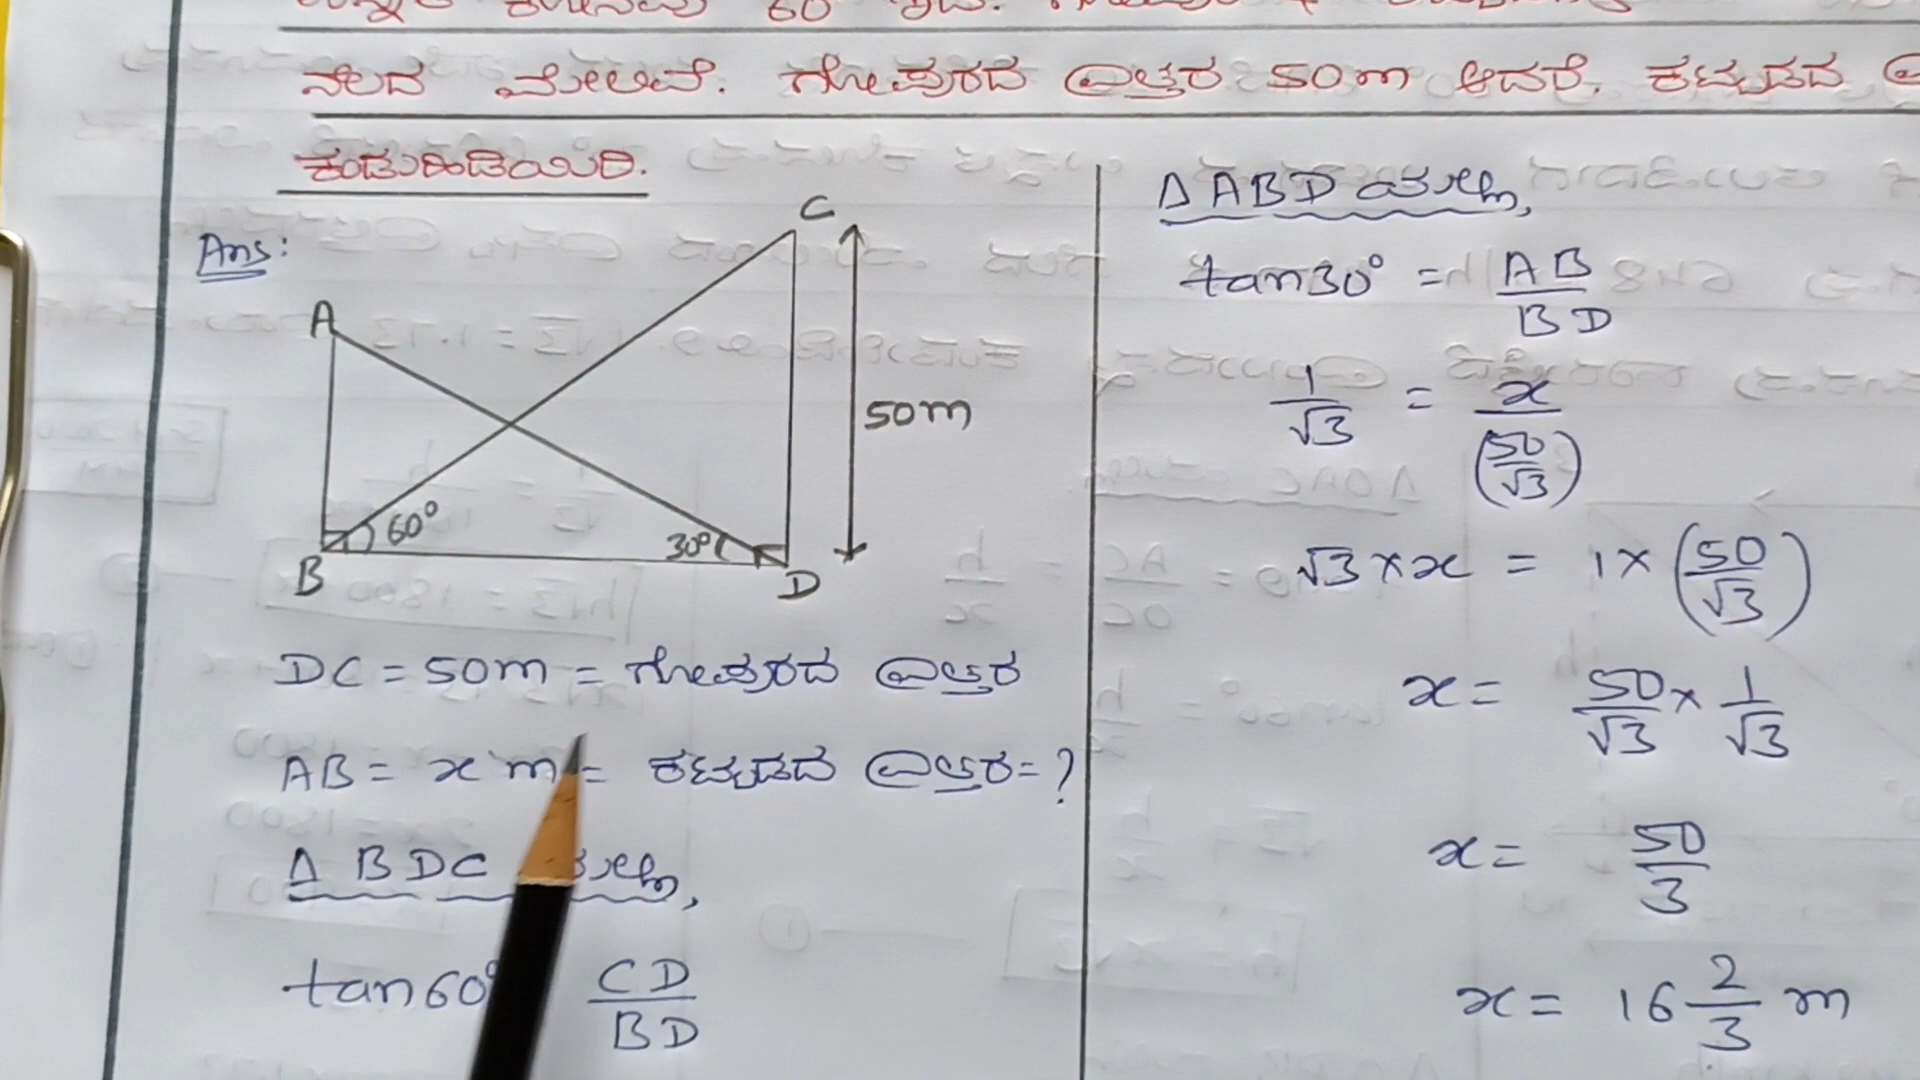 60
ನೆಲದ ಮೇಲಿವೆ. ಗೋಪುರದ ಎತ್ತರ 50m ಆದರೆ, ಕಟ್ಟಡದ
ಕಂಡುಹಿಡಿಯಿರಿ.
Ans:
C
A
50m
60°
30°
B
D
DC = 50m = ಗೋಪುರದ ಎತ್ತರ
AB = x m = ಕಟ್ಟಡದ ಎತ್ತರ = ?
Δ BDC
tan60° CD/BD
Δ ABD ಯಲ್ಲಿ,
tan30° = AB/BD
1/√3 = x/(50/√3)
√3 × x = 1 × (50/√3)
x = 50/√3 × 1/√3
x = 50/3
x = 16 2/3 m